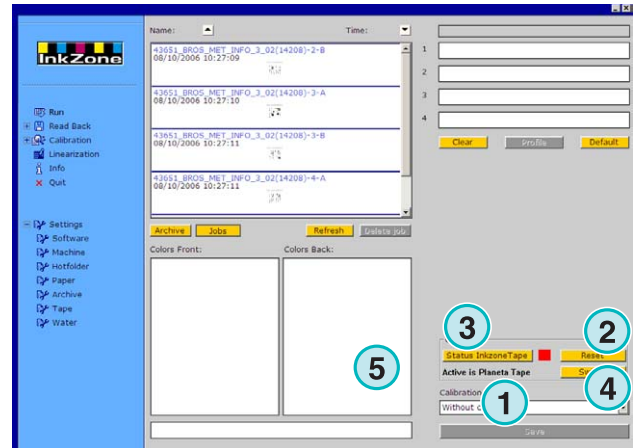 InkZone
Run
Read Back
Calibration
Linearization
Info
Quit
Settings
Software
Machine
Hotfolder
Paper
Archive
Tape
Water
Name: Time:
43651_BROS_MET_INFO_3_02(14208)-2-B
08/10/2006 10:27:09
43651_BROS_MET_INFO_3_02(14208)-3-A
08/10/2006 10:27:10
43651_BROS_MET_INFO_3_02(14208)-3-B
08/10/2006 10:27:11
43651_BROS_MET_INFO_3_02(14208)-4-A
08/10/2006 10:27:11
Archive Jobs Refresh Delete job
Colors Front: Colors Back:
5
1
2
3
4
Clear Profile Default
3 2
Status InkzoneTape Reset
Active is Planeta Tape
4
Calibration
1
Without
Save